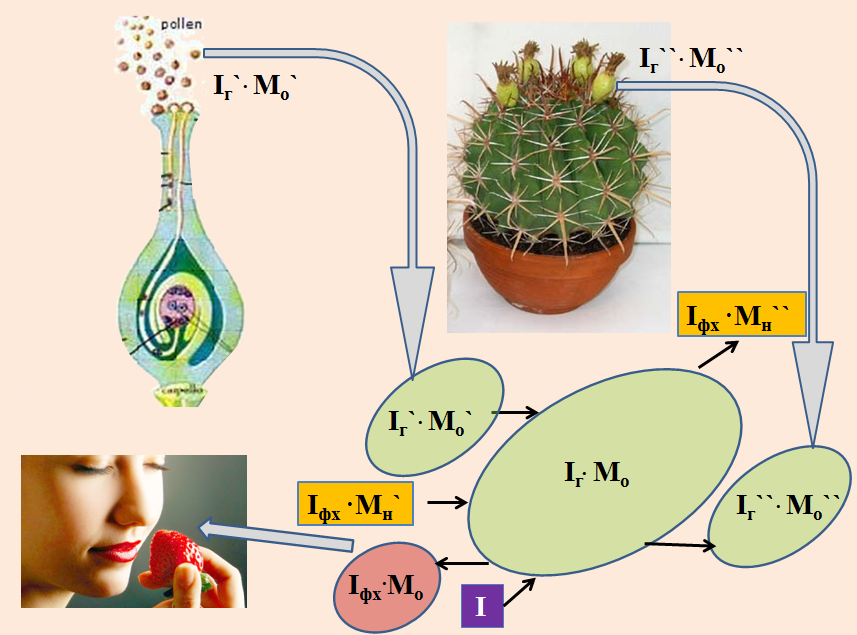 pollen
Iг`· Mо`
Iг``· Mо``
Iфх ·Mн``
Iг`· Mо`
Iг· Mо
Iфх ·Mн`
Iг``· Mо``
Iфх·Mо
I